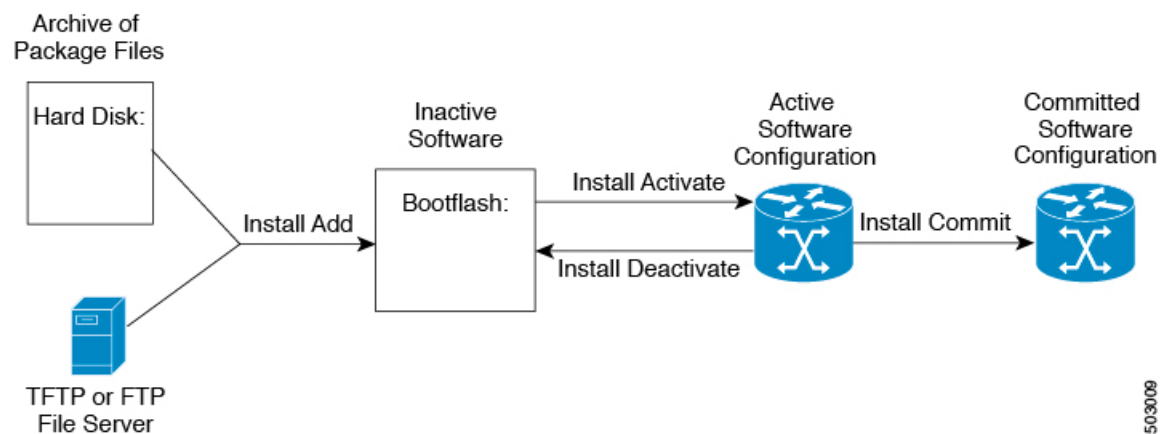 Archive of
Package Files
Hard Disk:
TFTP or FTP
File Server
Install Add
Inactive
Software
Bootflash:
Install Activate
Install Deactivate
Active
Software
Configuration
Install Commit
Committed
Software
Configuration
503009